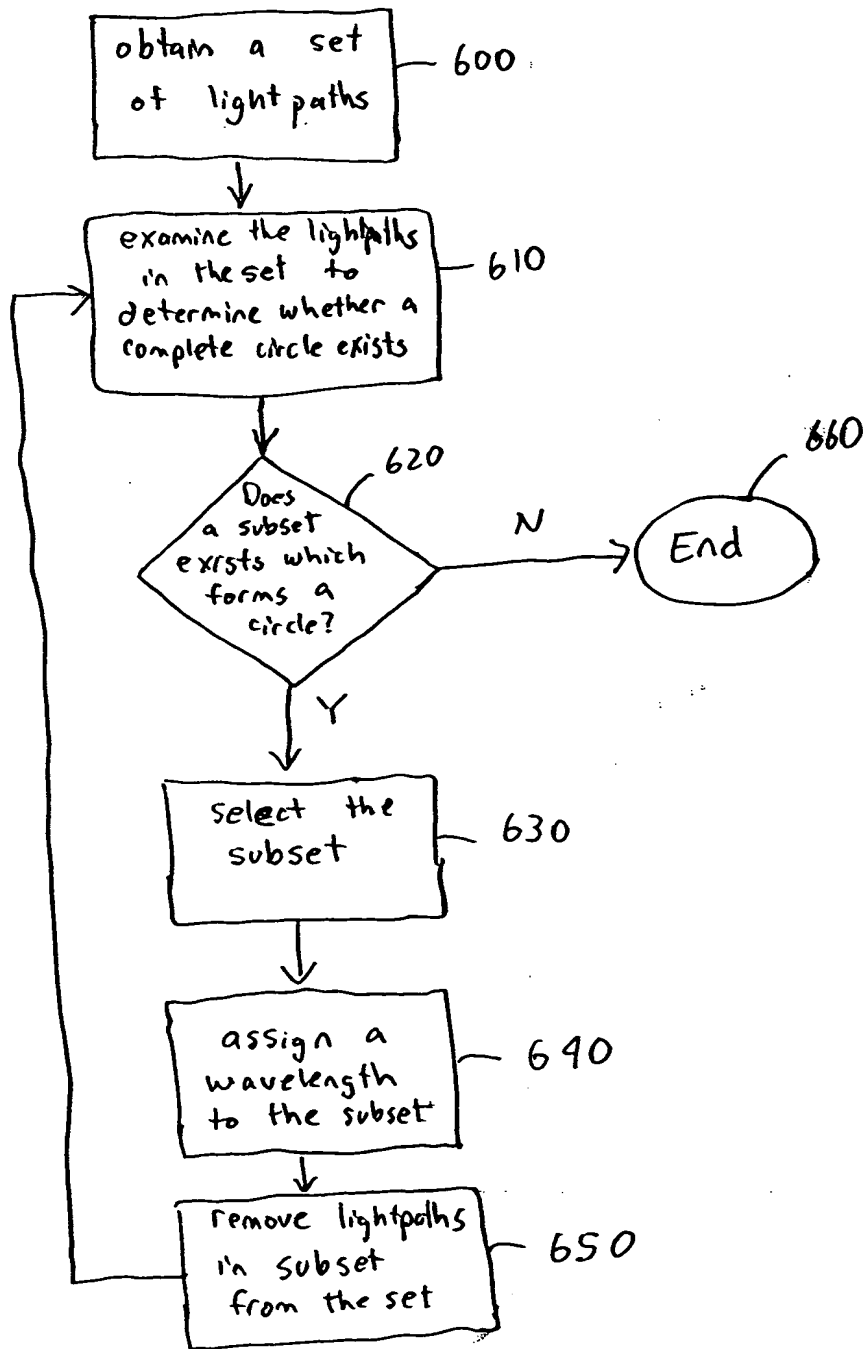 obtain a set
of lightpaths
600
examine the lightpaths
in the set to
determine whether a
complete circle exists
610
620
Does
a subset
exists which
forms a
circle?
N
660
End
Y
select the
subset
630
assign a
wavelength
to the subset
640
remove lightpaths
in subset
from the set
650